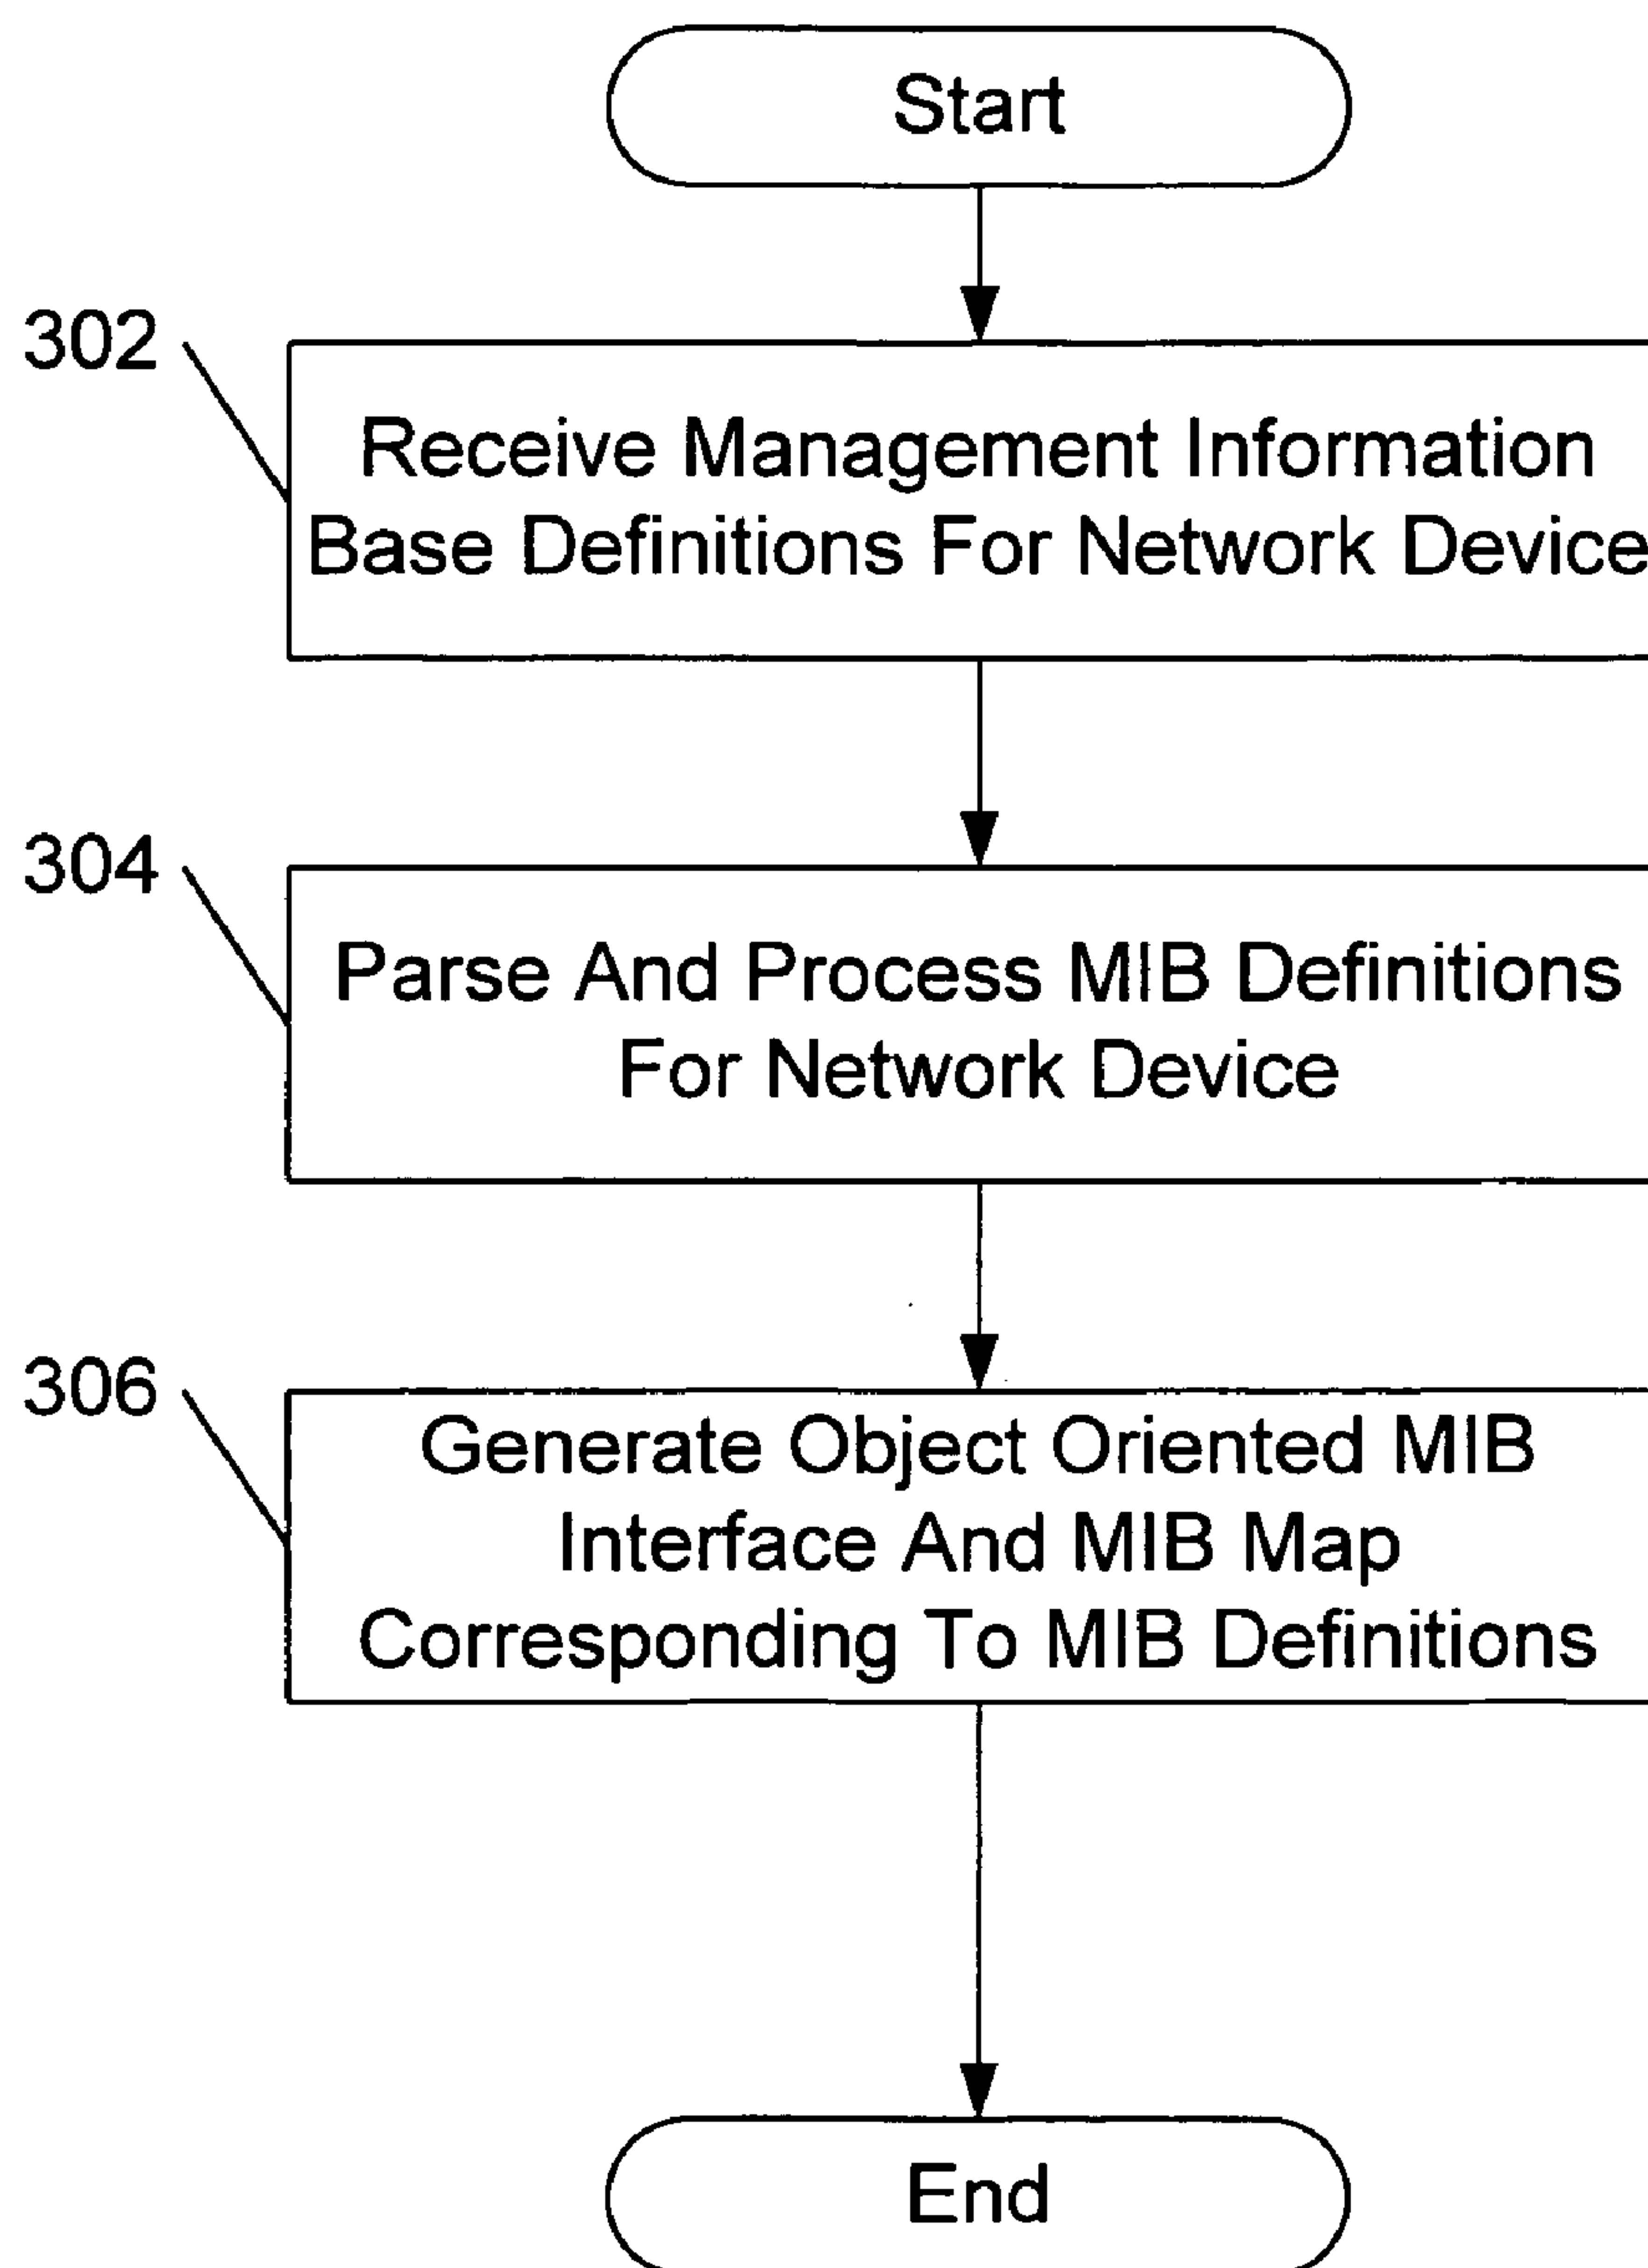 Start
302
Receive Management Information
Base Definitions For Network Device
304
Parse And Process MIB Definitions
For Network Device
306
Generate Object Oriented MIB
Interface And MIB Map
Corresponding To MIB Definitions
End